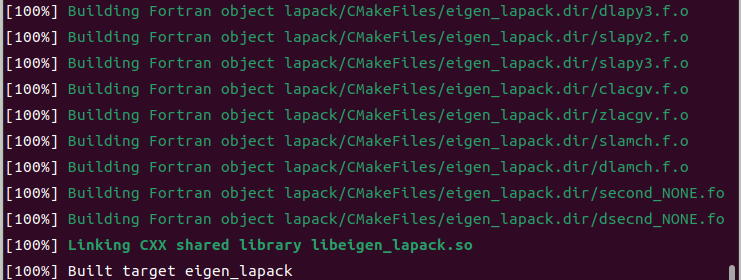 [100%] Building Fortran object lapack/CMakeFiles/eigen_lapack.dir/dlapy3.f.o
[100%] Building Fortran object lapack/CMakeFiles/eigen_lapack.dir/slapy2.f.o
[100%] Building Fortran object lapack/CMakeFiles/eigen_lapack.dir/slapy3.f.o
[100%] Building Fortran object lapack/CMakeFiles/eigen_lapack.dir/clacgv.f.o
[100%] Building Fortran object lapack/CMakeFiles/eigen_lapack.dir/zlacgv.f.o
[100%] Building Fortran object lapack/CMakeFiles/eigen_lapack.dir/slamch.f.o
[100%] Building Fortran object lapack/CMakeFiles/eigen_lapack.dir/dlamch.f.o
[100%] Building Fortran object lapack/CMakeFiles/eigen_lapack.dir/second_NONE.fo
[100%] Building Fortran object lapack/CMakeFiles/eigen_lapack.dir/dsecnd_NONE.fo
[100%] Linking CXX shared library libeigen_lapack.so
[100%] Built target eigen_lapack